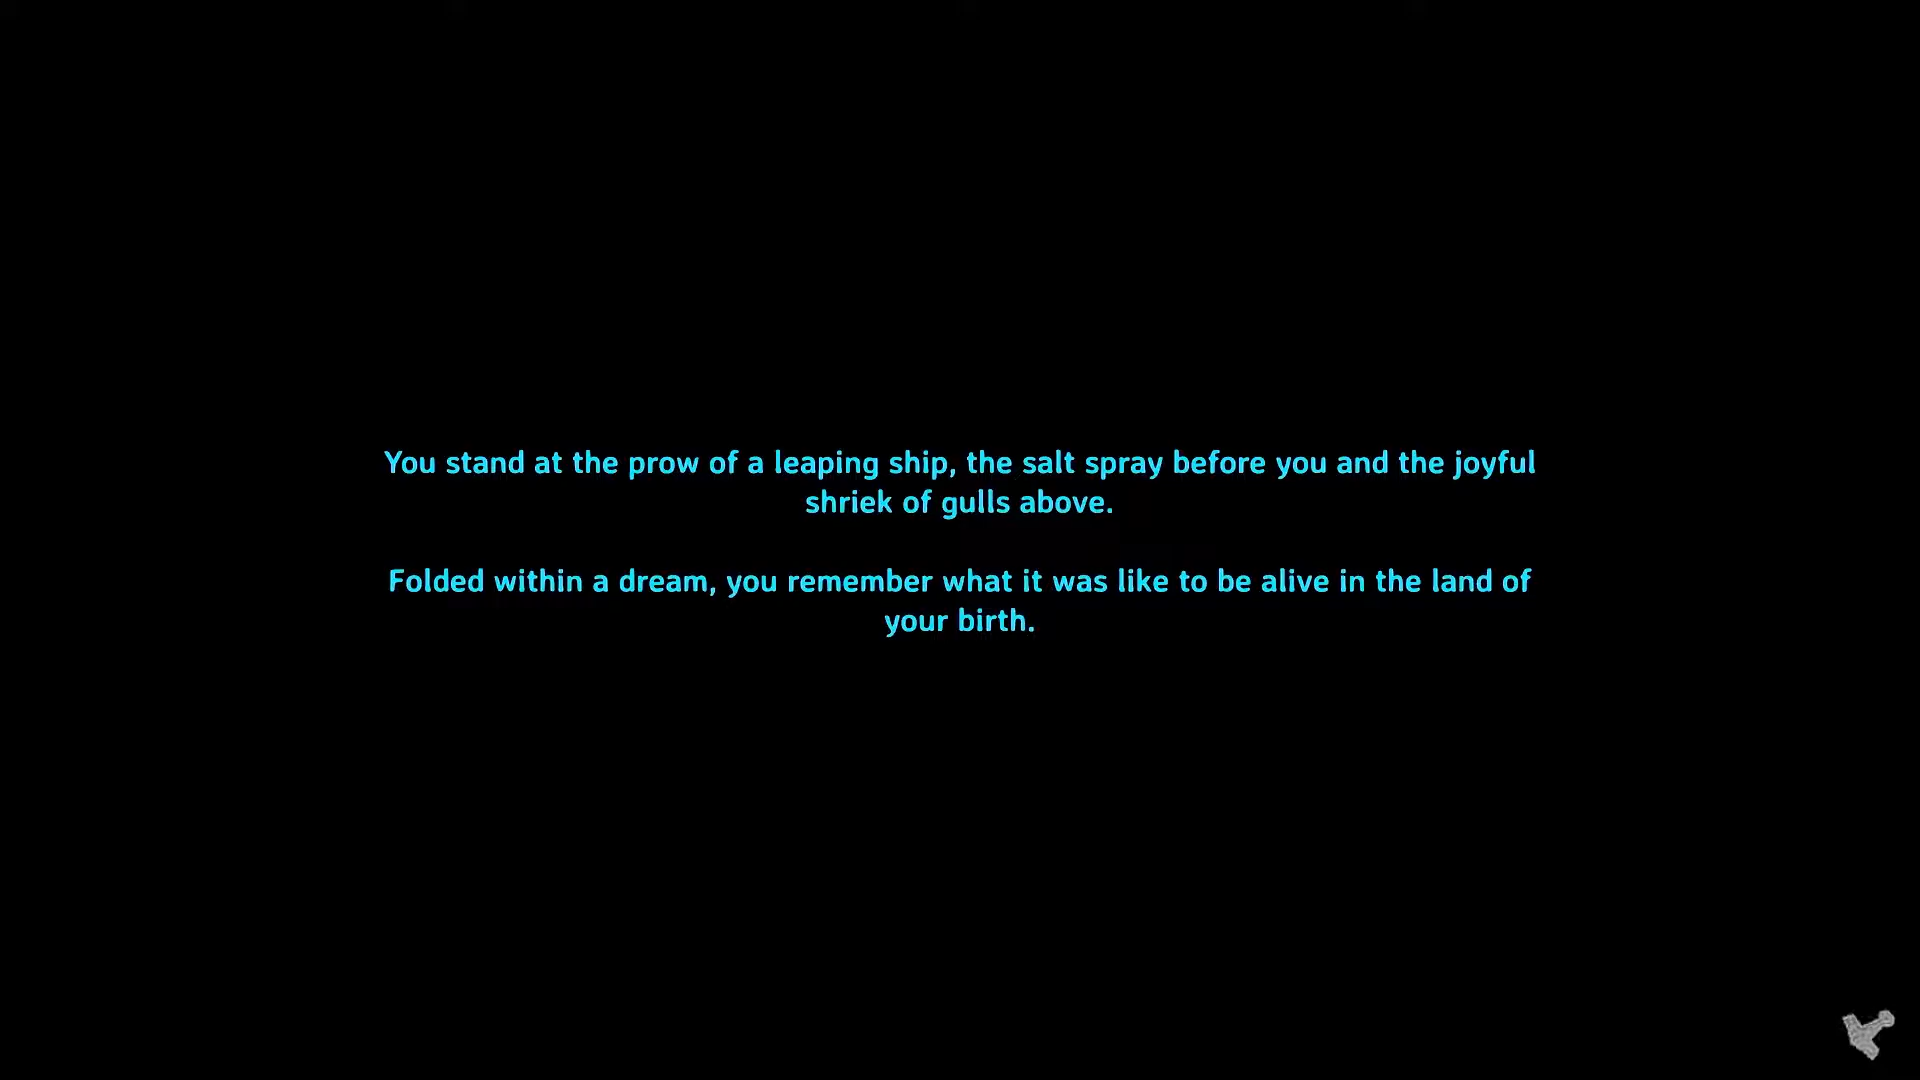 You stand at the prow of a leaping ship, the salt spray before you and the joyful
shriek of gulls above.
Folded within a dream, you remember what it was like to be alive in the land of
your birth.